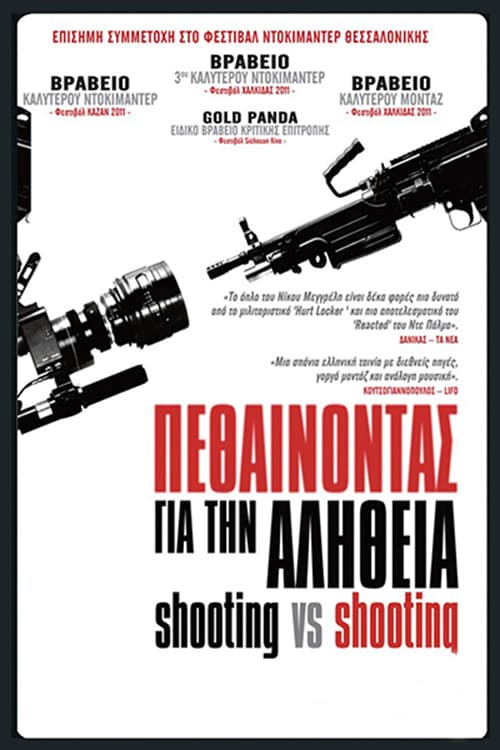 ΕΠΙΣΗΜΗ ΣΥΜΜΕΤΟΧΗ ΣΤΟ ΦΕΣΤΙΒΑΛ ΝΤΟΚΙΜΑΝΤΕΡ ΘΕΣΣΑΛΟΝΙΚΗΣ
ΒΡΑΒΕΙΟ
ΚΑΛΥΤΕΡΟΥ ΝΤΟΚΙΜΑΝΤΕΡ
- Φεστιβάλ ΚΑΖΑΝ 2011 -
ΒΡΑΒΕΙΟ
3ου ΚΑΛΥΤΕΡΟΥ ΝΤΟΚΙΜΑΝΤΕΡ
- Φεστιβάλ ΧΑΛΚΙΔΑΣ 2011 -
GOLD PANDA
ΕΙΔΙΚΟ ΒΡΑΒΕΙΟ ΚΡΙΤΙΚΗΣ ΕΠΙΤΡΟΠΗΣ
- Φεστιβάλ Sichouan Κίνα -
ΒΡΑΒΕΙΟ
ΚΑΛΥΤΕΡΟΥ ΜΟΝΤΑΖ
- Φεστιβάλ ΧΑΛΚΙΔΑΣ 2011 -
«Το όπλο του Νίκου Μεγγρέλη είναι δέκα φορές πιο δυνατό
από το μιλιταριστικό 'Hurt Locker ' και πιο αποτελεσματικό του
'Reacted' του Ντε Πάλμα».
ΔΑΝΙΚΑΣ – ΤΑ ΝΕΑ
«Μια σπάνια ελληνική ταινία με διεθνείς πηγές,
γοργό μοντάζ και ανάλογη μουσική».
ΚΟΥΤΣΟΓΙΑΝΝΟΠΟΥΛΟΣ – LIFO
ΠΕΘΑΙΝΟΝΤΑΣ
ΓΙΑ ΤΗΝ ΑΛΗΘΕΙΑ
shooting vs shooting